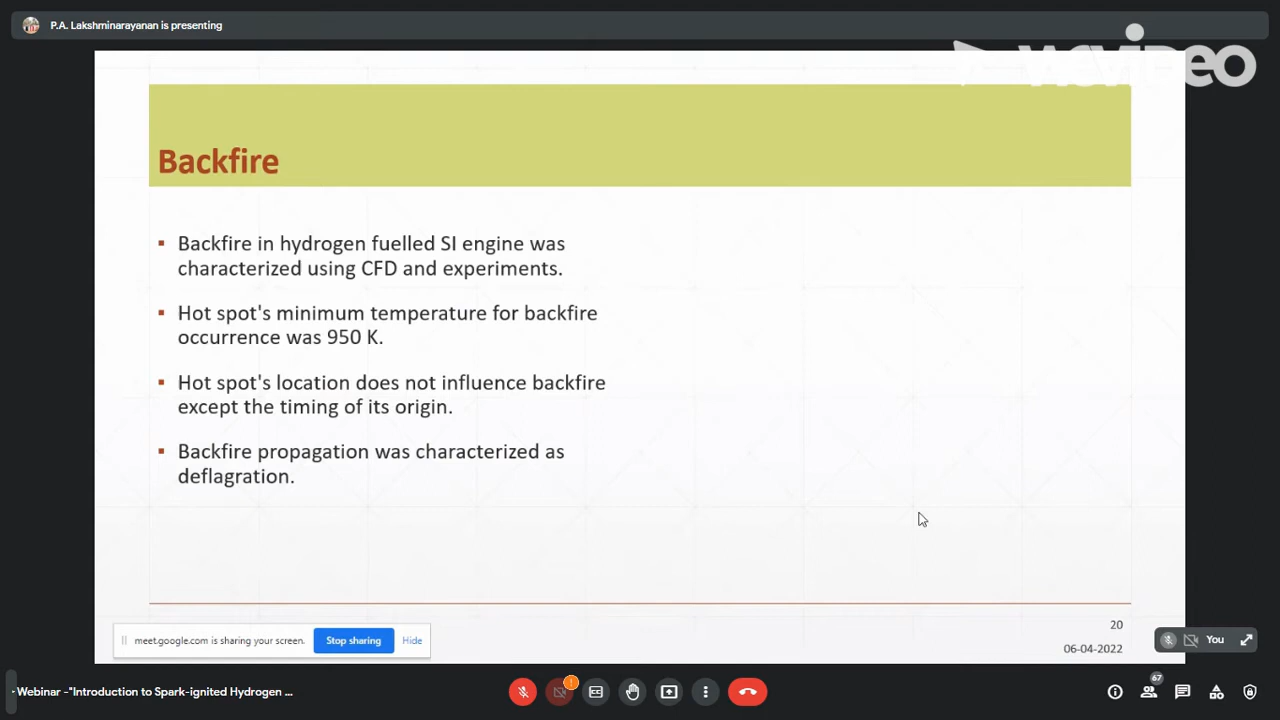 P.A. Lakshminarayanan is presenting
Backfire
Backfire in hydrogen fuelled SI engine was
characterized using CFD and experiments.
Hot spot's minimum temperature for backfire
occurrence was 950 K.
Hot spot's location does not influence backfire
except the timing of its origin.
Backfire propagation was characterized as
deflagration.
20
06-04-2022
meet.google.com is sharing your screen.
Stop sharing
Hide
You
Webinar -"Introduction to Spark-ignited Hydrogen ...
67